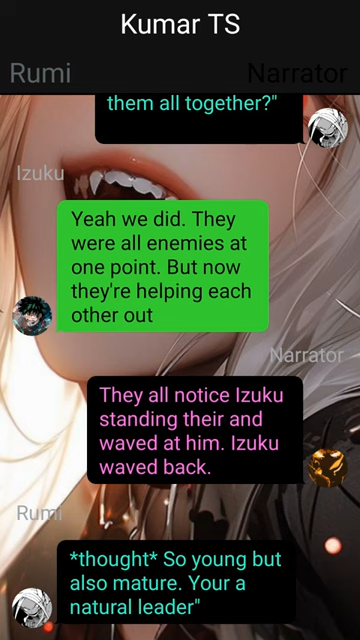 Kumar TS
Rumi
Narrator
them all together?"
Izuku
Yeah we did. They
were all enemies at
one point. But now
they're helping each
other out
Narrator
They all notice Izuku
standing their and
waved at him. Izuku
waved back.
Rumi
*thought* So young but
also mature. Your a
natural leader"